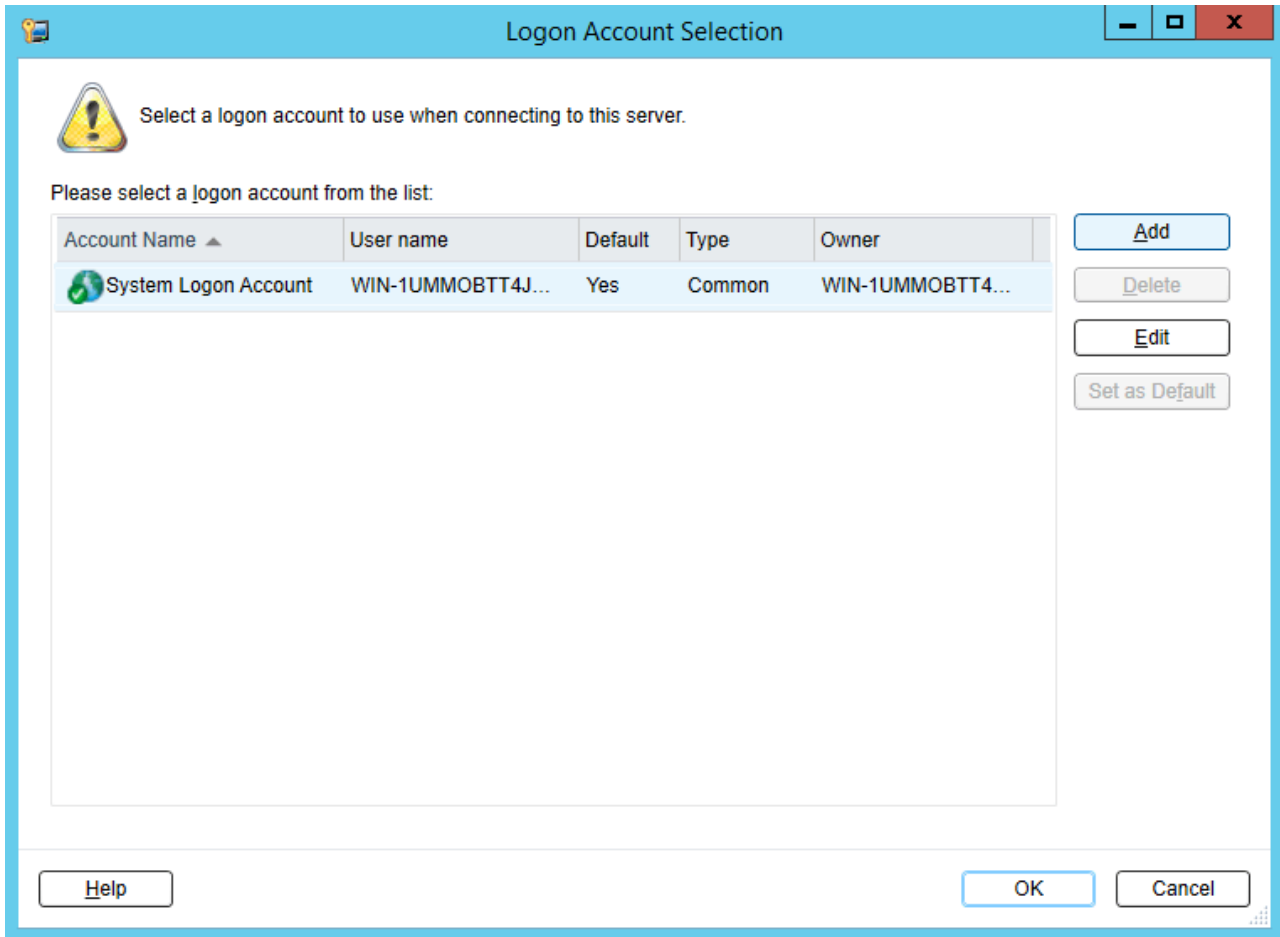 Logon Account Selection
Select a logon account to use when connecting to this server.
Please select a logon account from the list:
Account Name User name Default Type Owner
System Logon Account WIN-1UMMOBTT4J... Yes Common WIN-1UMMOBTT4...
Add
Delete
Edit
Set as Default
Help OK Cancel